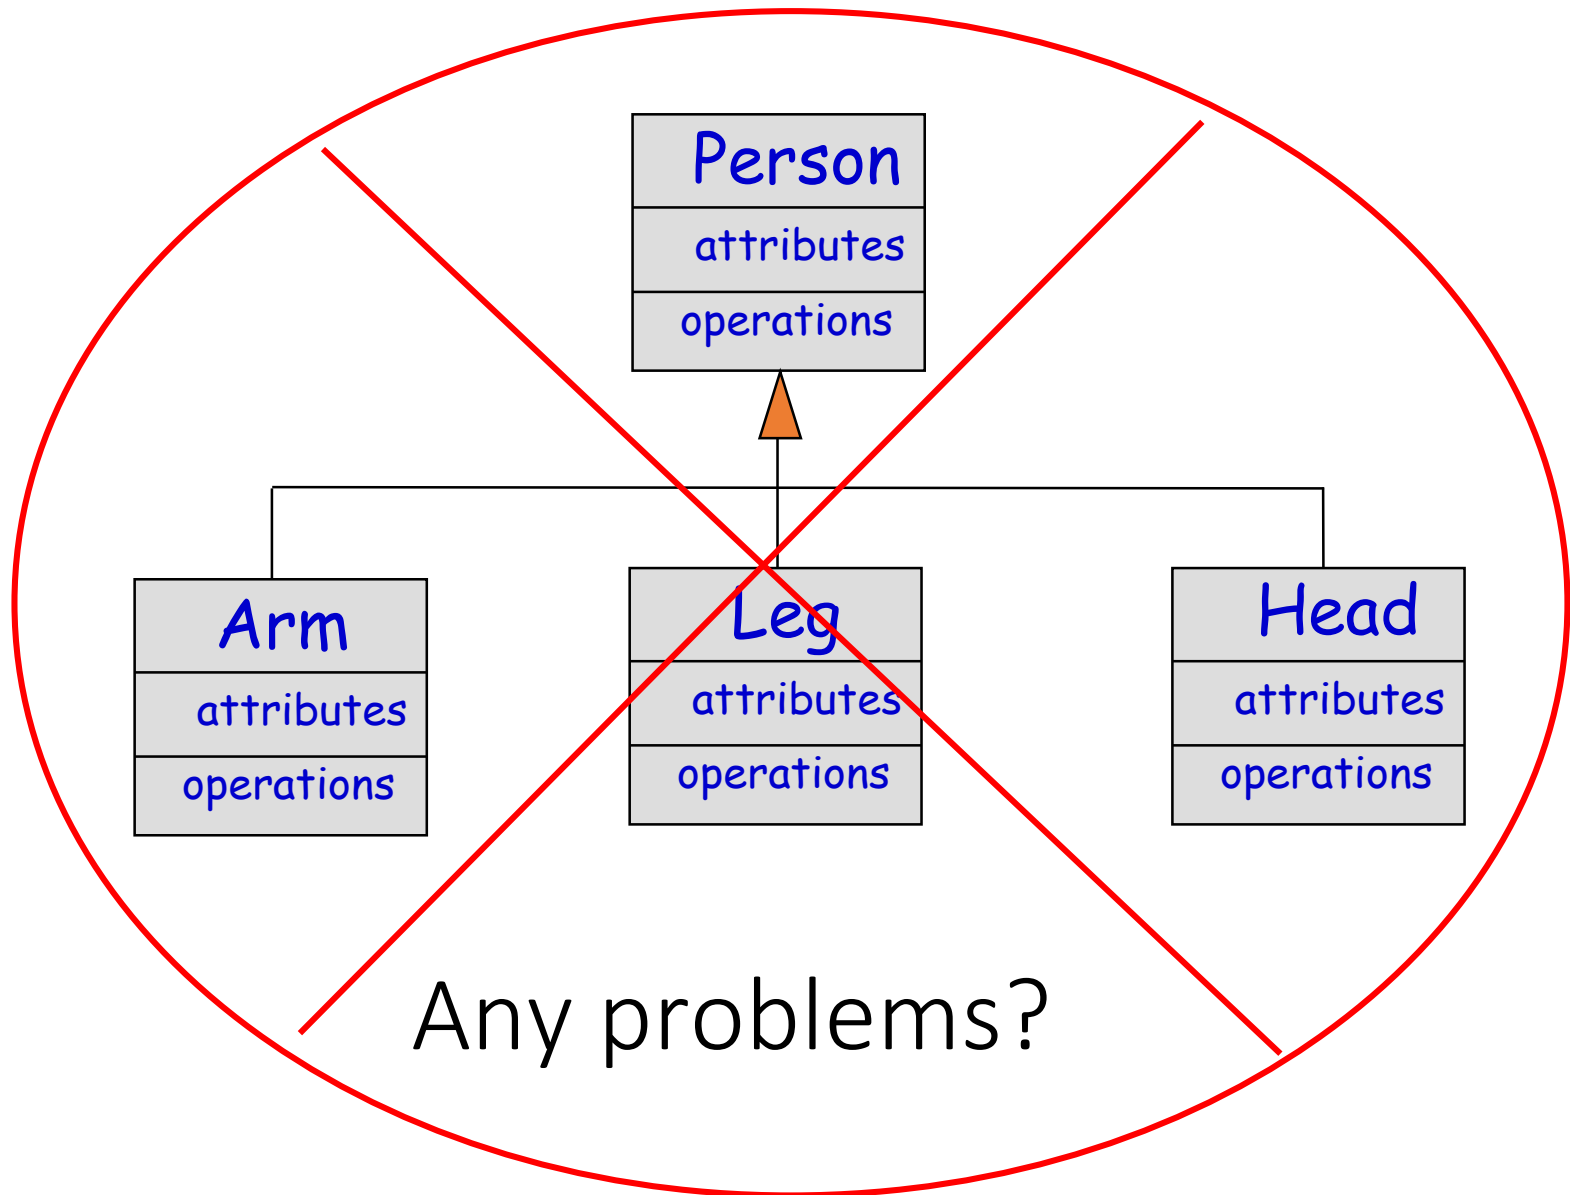 Person
attributes
operations
Arm
attributes
operations
Leg
attributes
operations
Head
attributes
operations
Any problems?